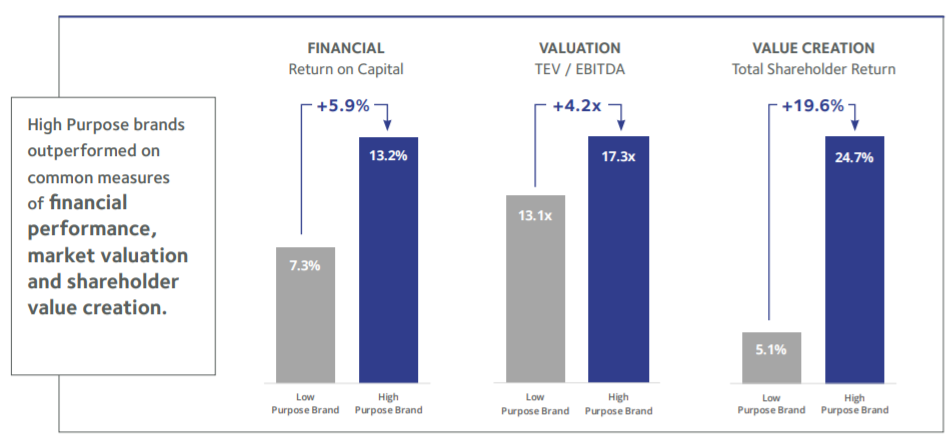 High Purpose brands
outperformed on
common measures
of financial
performance,
market valuation
and shareholder
value creation.
FINANCIAL
Return on Capital
+5.9%
7.3%
13.2%
Low
Purpose Brand
High
Purpose Brand
VALUATION
TEV / EBITDA
+4.2x
13.1x
17.3x
Low
Purpose Brand
High
Purpose Brand
VALUE CREATION
Total Shareholder Return
+19.6%
5.1%
24.7%
Low
Purpose Brand
High
Purpose Brand